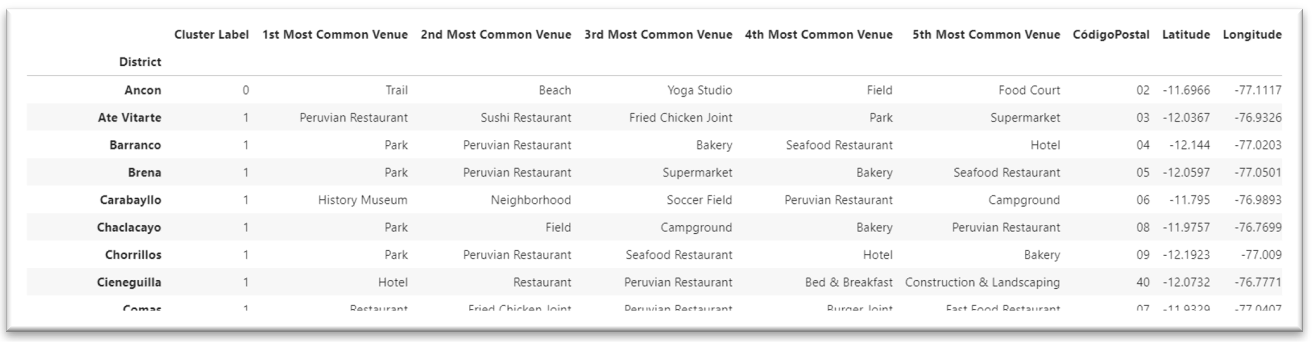 Cluster Label 1st Most Common Venue 2nd Most Common Venue 3rd Most Common Venue 4th Most Common Venue 5th Most Common Venue CódigoPostal Latitude Longitude
District
Ancon 0 Trail Beach Yoga Studio Field Food Court 02 -11.6966 -77.1117
Ate Vitarte 1 Peruvian Restaurant Sushi Restaurant Fried Chicken Joint Park Supermarket 03 -12.0367 -76.9326
Barranco 1 Park Peruvian Restaurant Bakery Seafood Restaurant Hotel 04 -12.144 -77.0203
Brena 1 Park Peruvian Restaurant Supermarket Bakery Seafood Restaurant 05 -12.0597 -77.0501
Carabayllo 1 History Museum Neighborhood Soccer Field Peruvian Restaurant Campground 06 -11.795 -76.9893
Chaclacayo 1 Park Field Campground Bakery Peruvian Restaurant 08 -11.9757 -76.7699
Chorrillos 1 Park Peruvian Restaurant Seafood Restaurant Hotel Bakery 09 -12.1923 -77.009
Cieneguilla 1 Hotel Restaurant Peruvian Restaurant Bed & Breakfast Construction & Landscaping 40 -12.0732 -76.7771
Comas 1 Restaurant Fried Chicken Joint Peruvian Restaurant Burger Joint Fast Food Restaurant 07 -11.9329 -77.0407